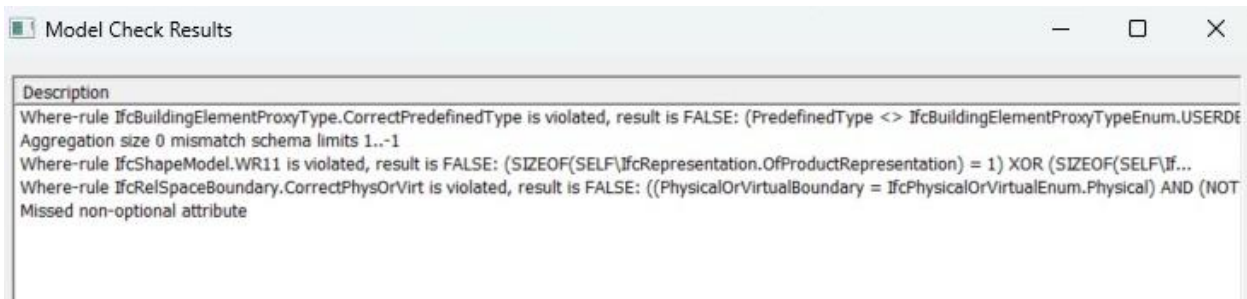 Model Check Results
Description
Where-rule IfcBuildingElementProxyType.CorrectPredefinedType is violated, result is FALSE: (PredefinedType <> IfcBuildingElementProxyTypeEnum.USERDE
Aggregation size 0 mismatch schema limits 1..-1
Where-rule IfcShapeModel.WR11 is violated, result is FALSE: (SIZEOF(SELF\IfcRepresentation.OfProductRepresentation) = 1) XOR (SIZEOF(SELF\If...
Where-rule IfcRelSpaceBoundary.CorrectPhysOrVirt is violated, result is FALSE: ((PhysicalOrVirtualBoundary = IfcPhysicalOrVirtualEnum.Physical) AND (NOT
Missed non-optional attribute